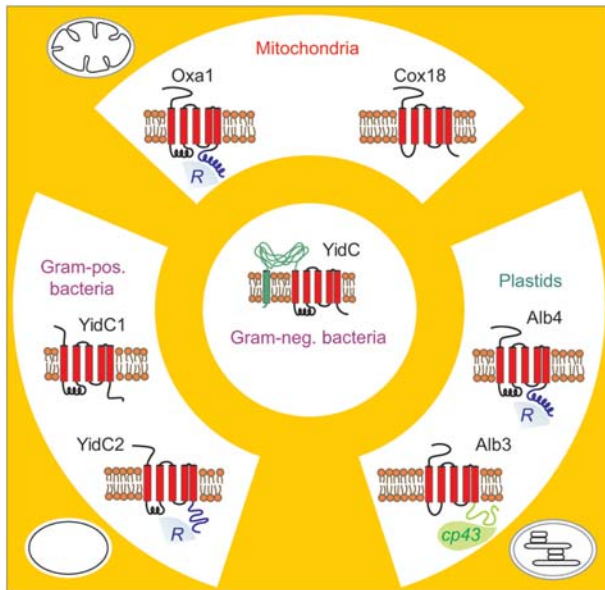 Mitochondria
Oxa1
Cox18
R
YidC
Gram-neg. bacteria
Gram-pos.
bacteria
YidC1
YidC2
R
Plastids
Alb4
R
Alb3
cp43